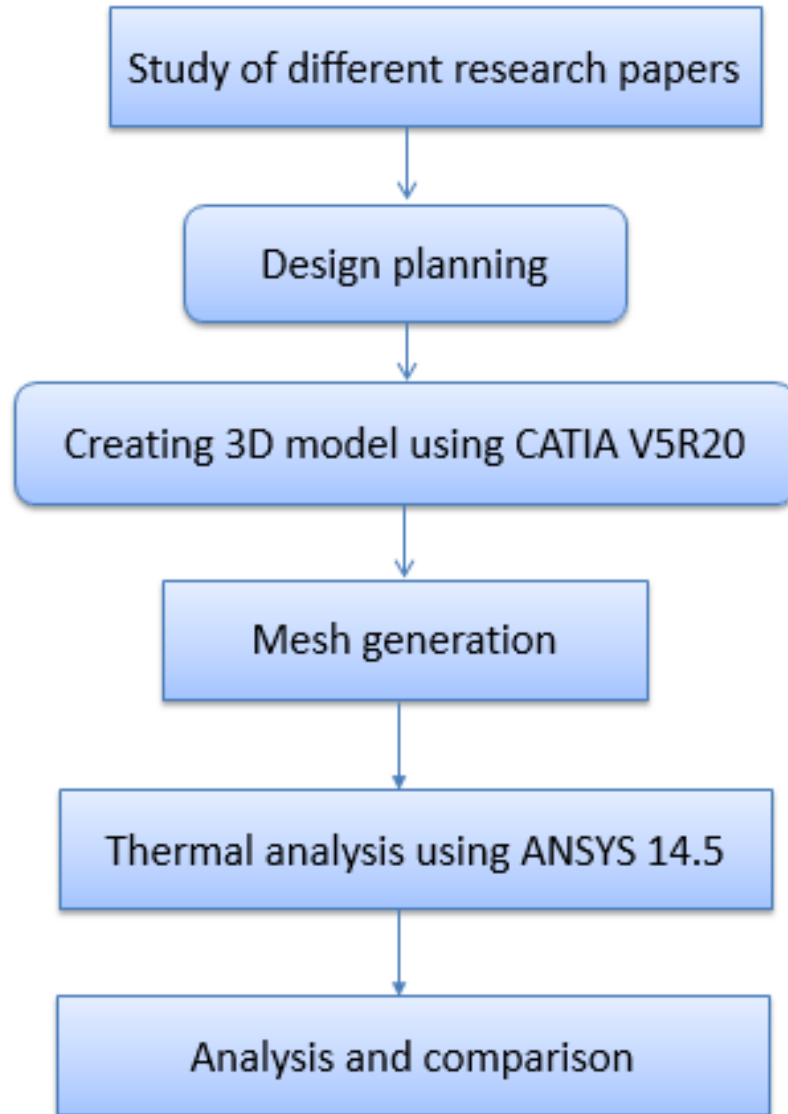 Study of different research papers
Design planning
Creating 3D model using CATIA V5R20
Mesh generation
Thermal analysis using ANSYS 14.5
Analysis and comparison